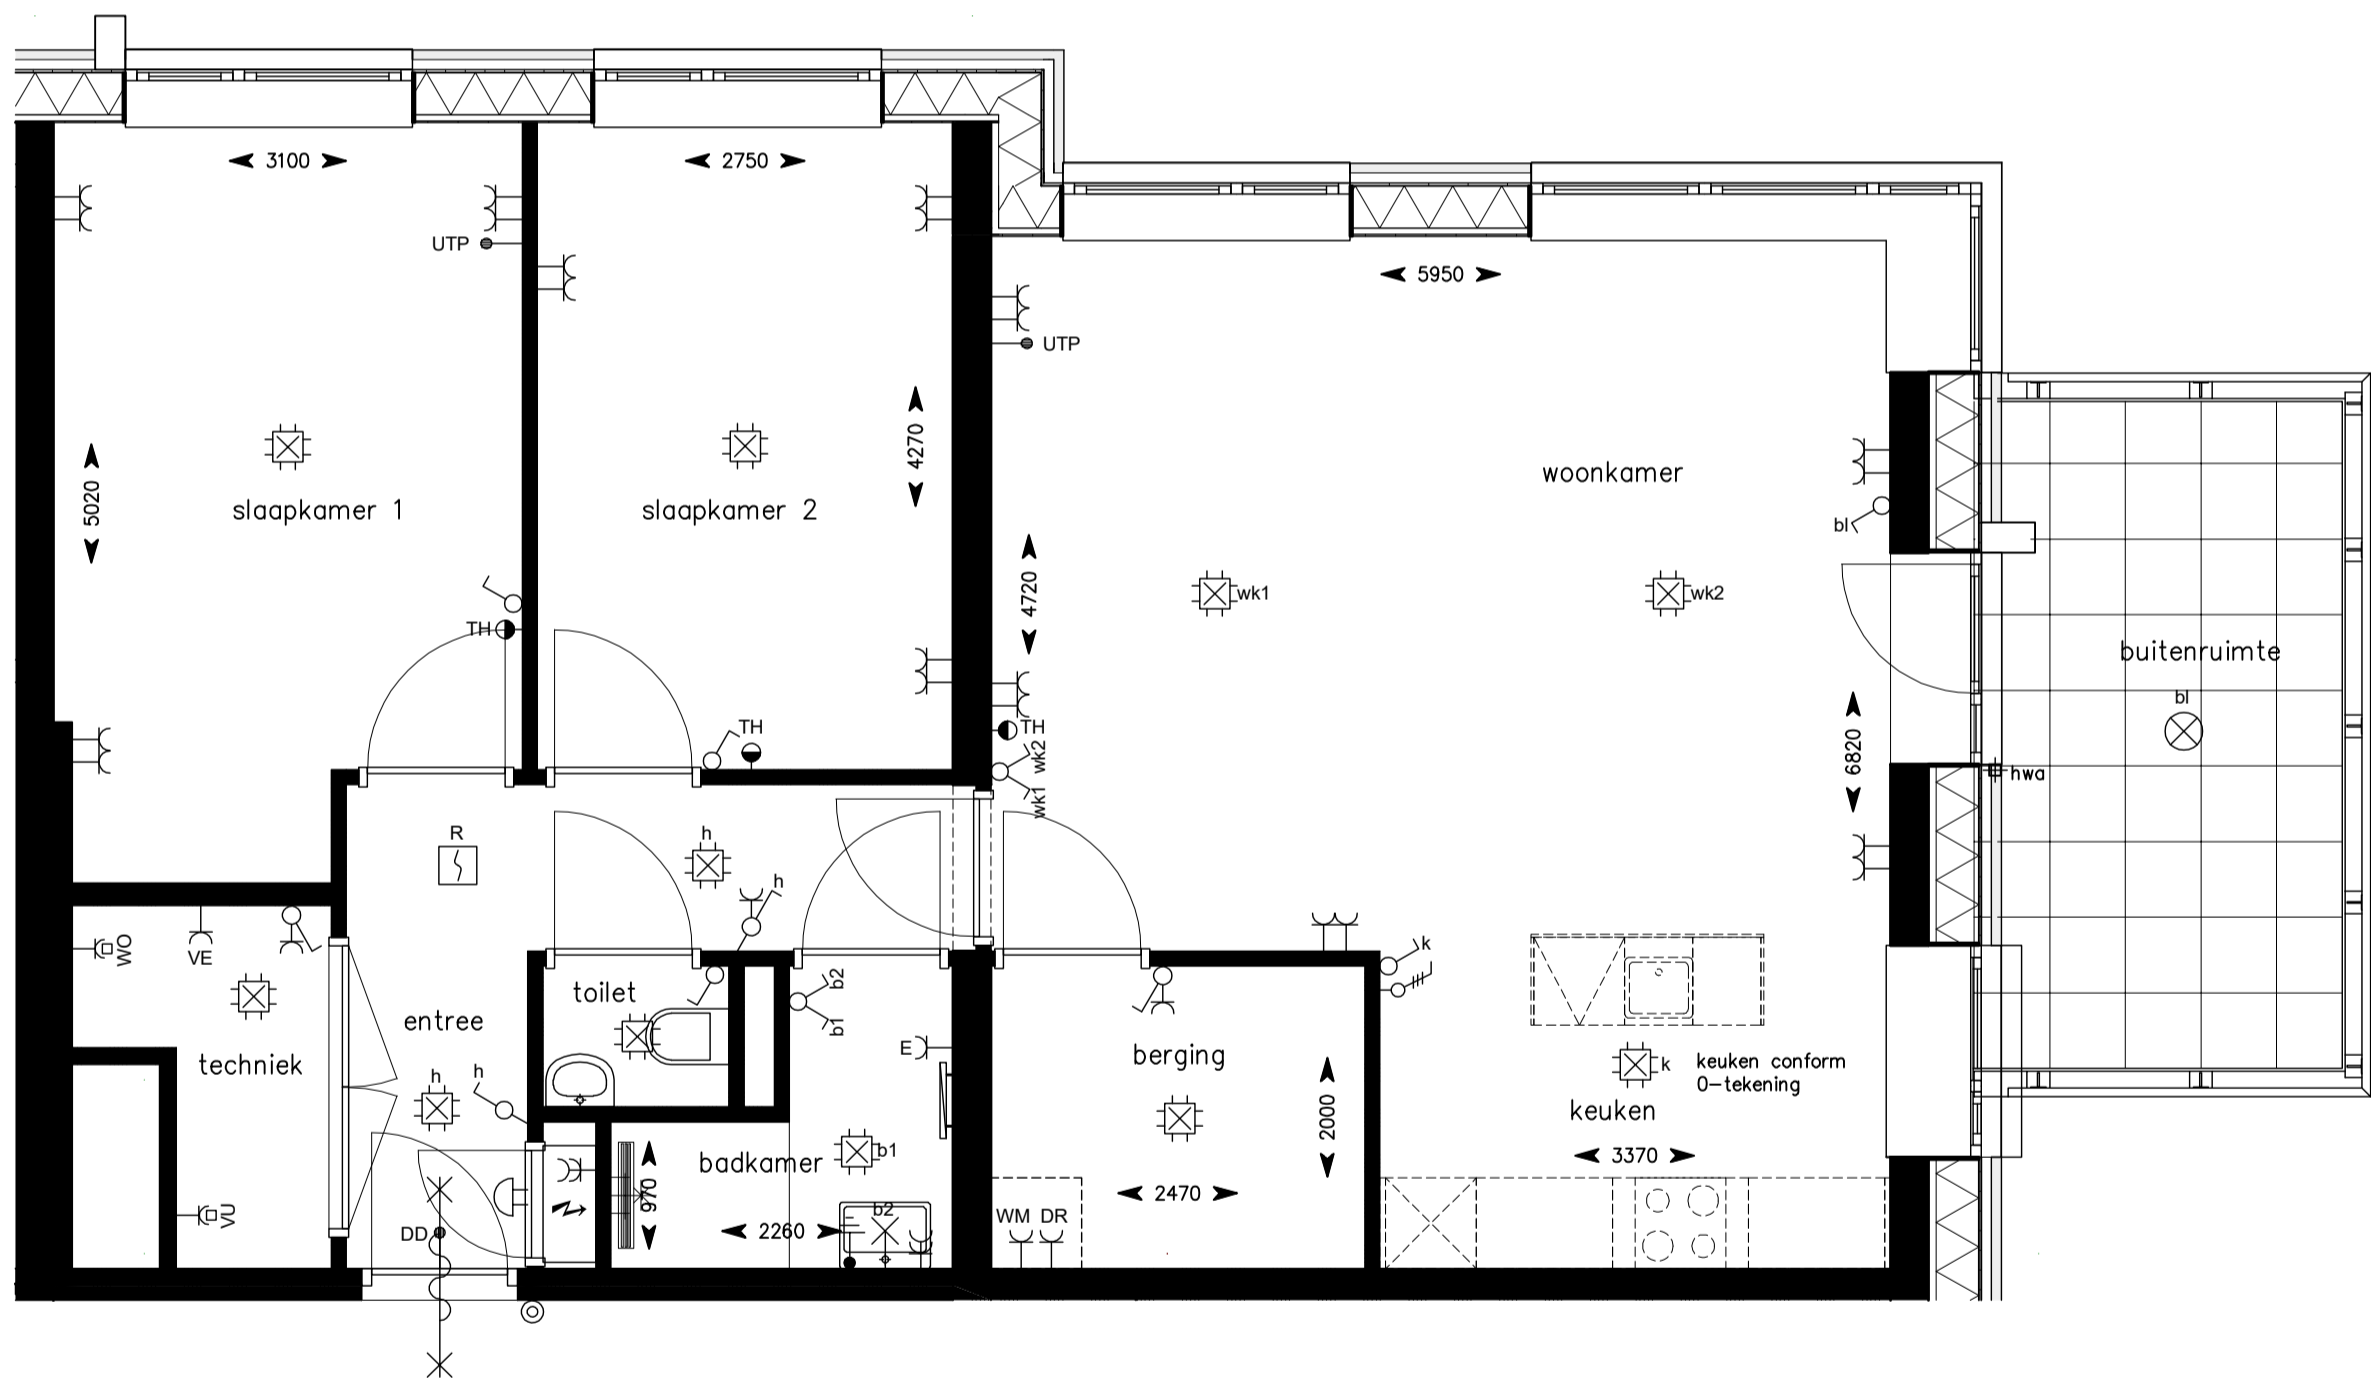 3100
2750
UTP
5950
UTP
4270
5020
slaapkamer 1
slaapkamer 2
woonkamer
bl
4720
wk1
wk2
buitenruimte
bl
TH
TH
TH
wk2
wk1
6820
hwa
R
h
h
WO
VE
k
b2
toilet
b1
entree
E
techniek
berging
k
keuken conform
0-tekening
h
h
keuken
2000
badkamer
b1
3370
970
2470
VU
b2
WM
DR
DD
2260